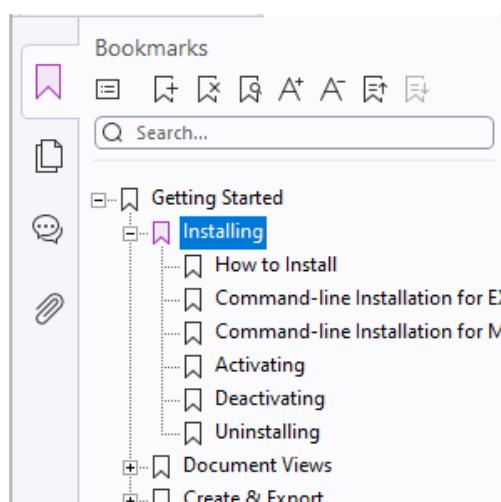 Bookmarks
Search...
Getting Started
Installing
How to Install
Command-line Installation for E
Command-line Installation for M
Activating
Deactivating
Uninstalling
Document Views
Create & Export